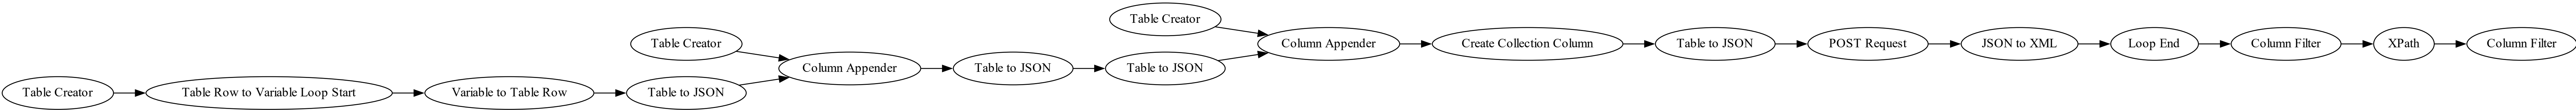 Table Creator
Table Creator
Column Appender
Create Collection Column
Table to JSON
POST Request
JSON to XML
Loop End
Column Filter
XPath
Column Filter
Column Appender
Table to JSON
Table to JSON
Table Creator
Table Row to Variable Loop Start
Variable to Table Row
Table to JSON